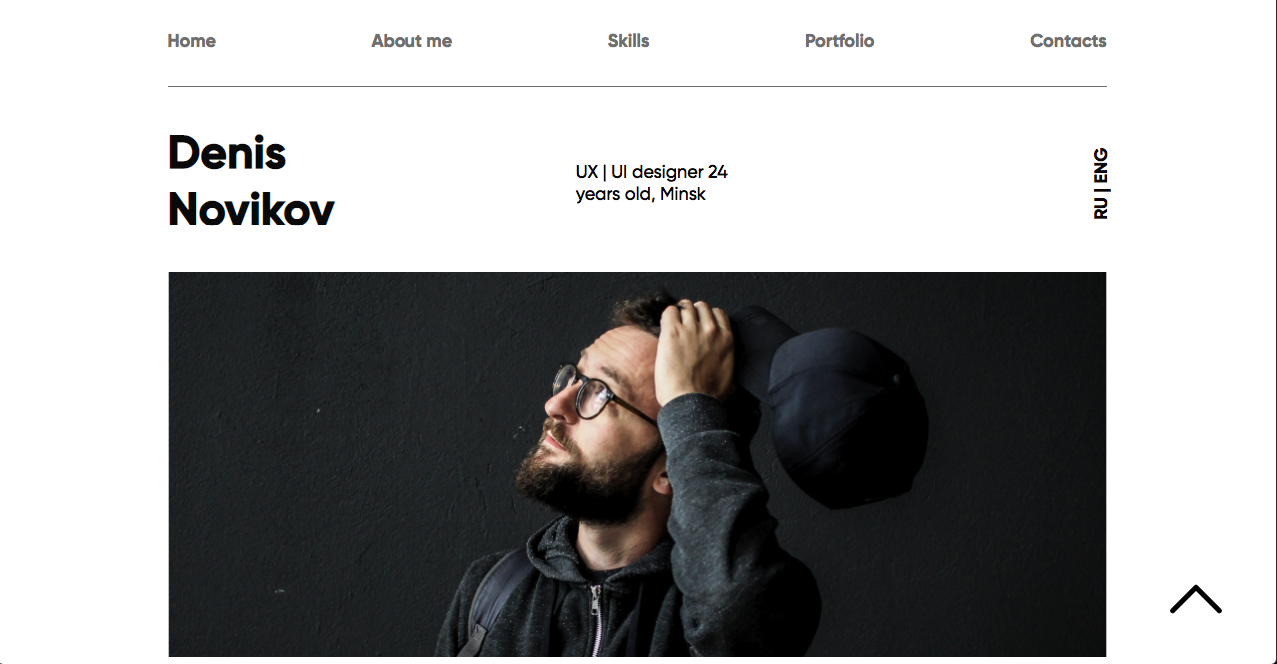 Home
About me
Skills
Portfolio
Contacts
Denis
Novikov
UX | UI designer 24
years old, Minsk
RU | ENG